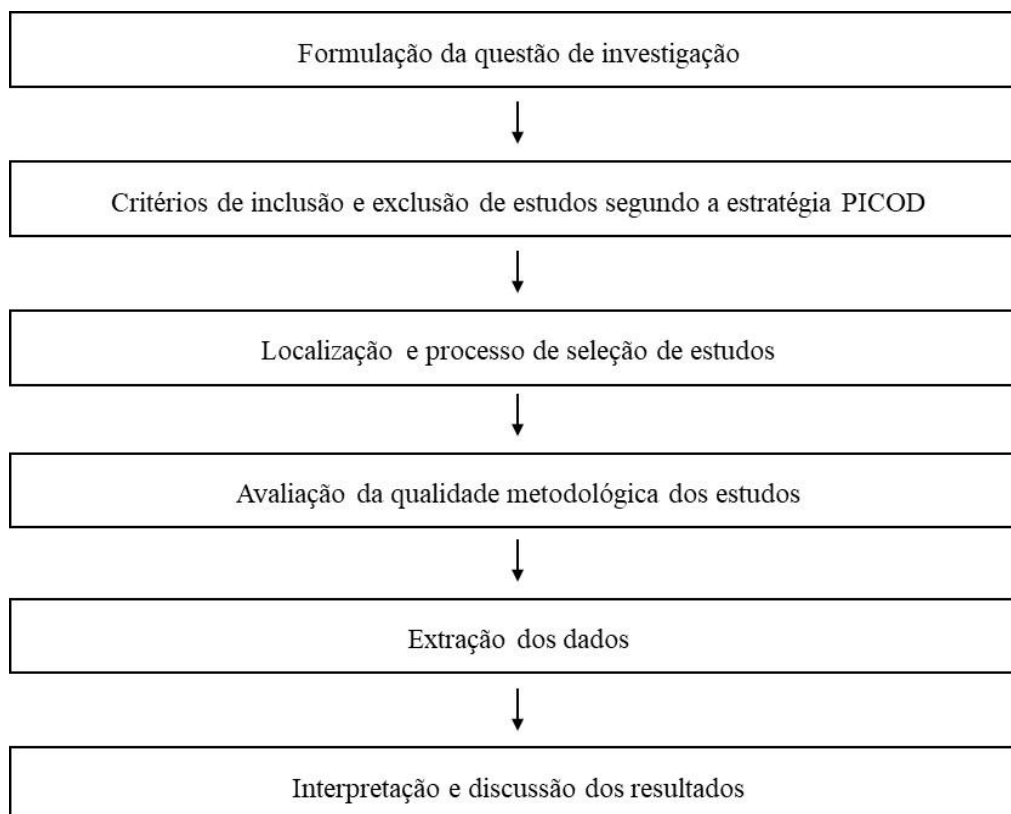 Formulação da questão de investigação
Critérios de inclusão e exclusão de estudos segundo a estratégia PICOD
Localização e processo de seleção de estudos
Avaliação da qualidade metodológica dos estudos
Extração dos dados
Interpretação e discussão dos resultados